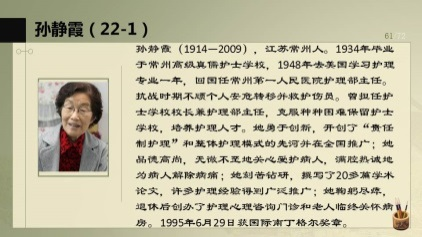 孙静霞（22-1）
61
孙静霞（1914—2009），江苏常州人。1934年毕业
于常州高级真儒护士学校，1948年去美国学习护理
专业一年，回国任常州第一人民医院护理部主任。
抗战时期不顾个人安危转移并救护伤员。曾担任护
士学校校长兼护理部主任，克服种种困难保留护士
学校，培养护理人才。她勇于创新，开创了“责任
制护理”和整体护理模式的先河并在全国推广；她
品德高尚，无微不至地关心爱护病人，满腔热诚地
为病人解除病痛；她刻苦钻研，撰写了20多篇学术
论文，许多护理经验得到广泛推广；她鞠躬尽瘁，
退休后创办了护理心理咨询门诊和老人临终关怀病
房。1995年6月29日获国际南丁格尔奖章。